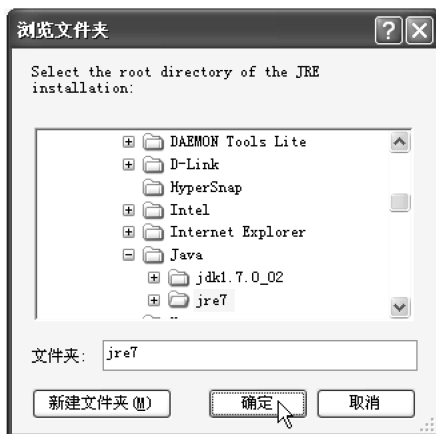 浏览文件夹
Select the root directory of the JRE
installation:
DAEMON Tools Lite
D-Link
HyperSnap
Intel
Internet Explorer
Java
jdk1.7.0_02
jre7
文件夹: jre7
新建文件夹(M) 确定 取消